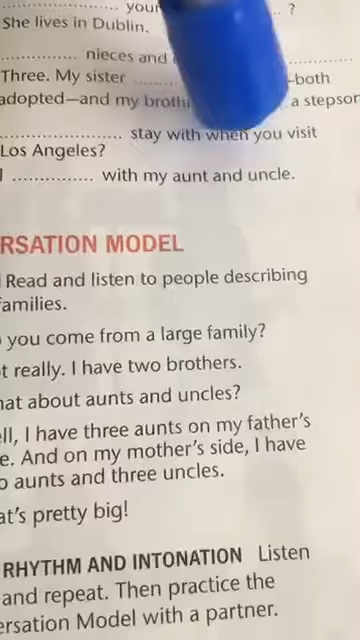 .................... your ... ?
She lives in Dublin.
.............. nieces and ..............
Three. My sister ........ —both
adopted—and my a stepson
...................... stay with when you visit
Los Angeles?
I .............. with my aunt and uncle.
RSATION MODEL
Read and listen to people describing
families.
you come from a large family?
t really. I have two brothers.
hat about aunts and uncles?
ell, I have three aunts on my father's
e. And on my mother's side, I have
o aunts and three uncles.
at's pretty big!
RHYTHM AND INTONATION Listen
and repeat. Then practice the
ersation Model with a partner.